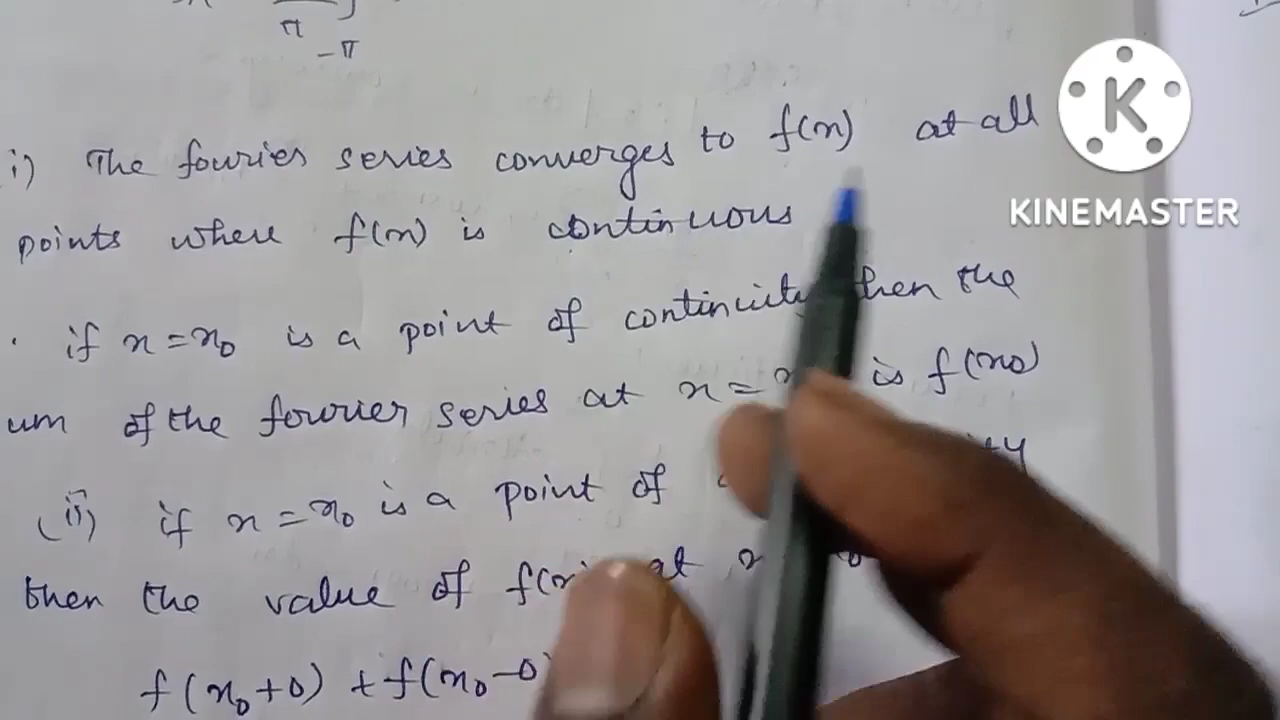 π
-π
i) The fourier series converges to f(x) at all
points where f(x) is continuous
if x = x₀ is a point of continuity then the
um of the fourier series at x = is f(x₀)
(ii) if x = x₀ is a point of
then the value of f(x) at
f(x₀+0) + f(x₀-0)
K
KINEMASTER